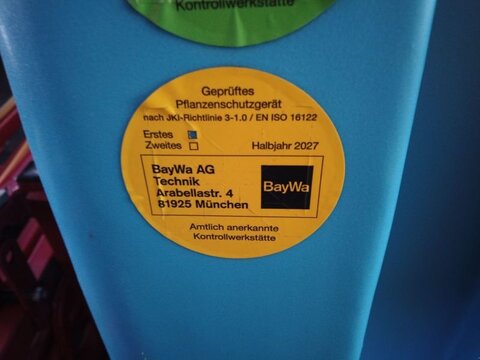 Kontrollwerkstätte
Geprüftes
Pflanzenschutzgerät
nach JKI-Richtlinie 3-1.0 / EN ISO 16122
Erstes
Zweites Halbjahr 2027
BayWa AG
Technik
Arabellastr. 4
81925 München
BayWa
Amtlich anerkannte
Kontrollwerkstätte